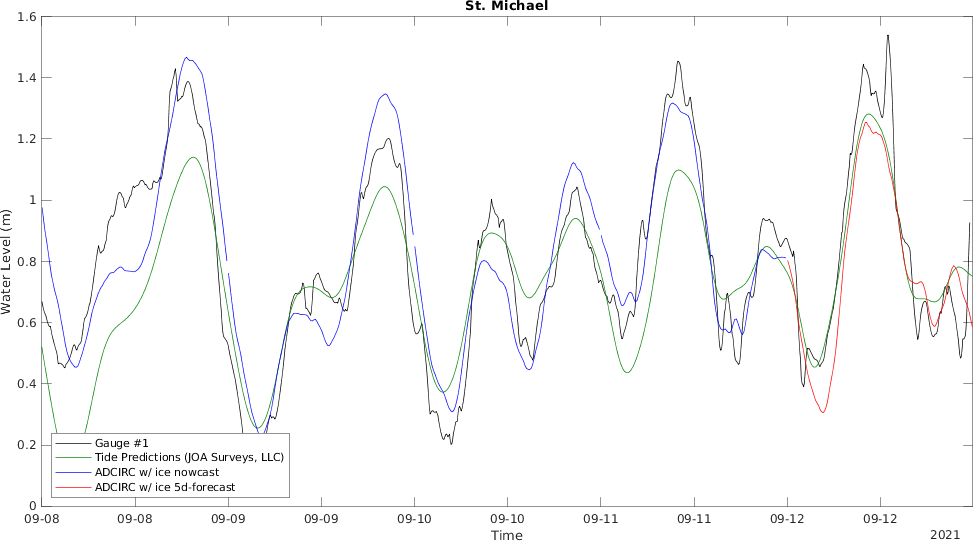 St. Michael
1.6
1.4
1.2
1
0.8
0.6
0.4
0.2
0
Water Level (m)
Gauge #1
Tide Predictions (JOA Surveys, LLC)
ADCIRC w/ ice nowcast
ADCIRC w/ ice 5d-forecast
09-08 09-08 09-09 09-09 09-10 09-10 09-11 09-11 09-12 09-12
Time
2021